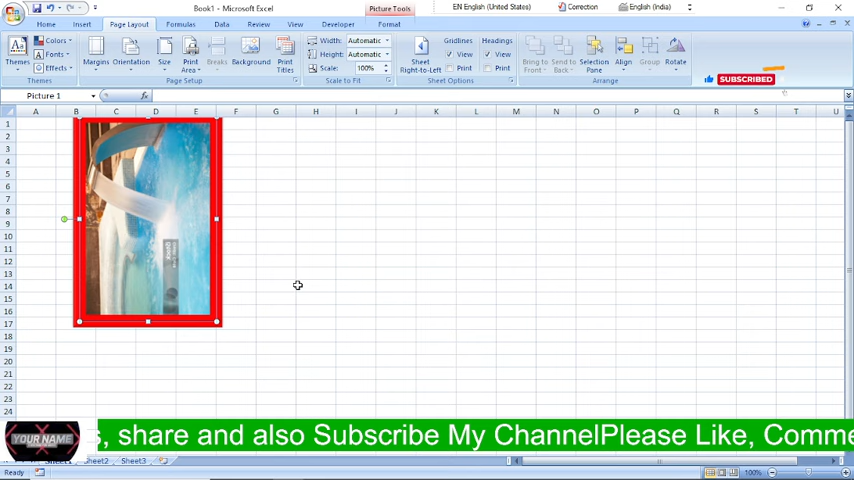 Book1 - Microsoft Excel
Picture Tools
EN English (United States)
Correction
English (India)
Home
Insert
Page Layout
Formulas
Data
Review
View
Developer
Format
Themes
Colors
Fonts
Effects
Themes
Margins
Orientation
Size
Print Area
Breaks
Background
Print Titles
Page Setup
Width: Automatic
Height: Automatic
Scale: 100%
Scale to Fit
Sheet Right-to-Left
Gridlines
View
Print
Headings
View
Print
Sheet Options
Bring to Front
Send to Back
Selection Pane
Align
Group
Rotate
Arrange
SUBSCRIBED
Picture 1
fx
A B C D E F G H I J K L M N O P Q R S T U
1
2
3
4
5
6
7
8
9
10
11
12
13
14
15
16
17
18
19
20
21
22
23
24
YOUR NAME
s, share and also Subscribe My ChannelPlease Like, Comme
Sheet1 Sheet2 Sheet3
Ready
100%